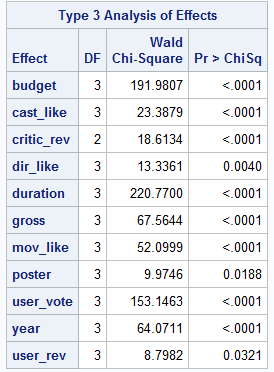 Type 3 Analysis of Effects
Effect DF Wald Chi-Square Pr > ChiSq
budget 3 191.9807 <.0001
cast_like 3 23.3879 <.0001
critic_rev 2 18.6134 <.0001
dir_like 3 13.3361 0.0040
duration 3 220.7700 <.0001
gross 3 67.5644 <.0001
mov_like 3 52.0999 <.0001
poster 3 9.9746 0.0188
user_vote 3 153.1463 <.0001
year 3 64.0711 <.0001
user_rev 3 8.7982 0.0321